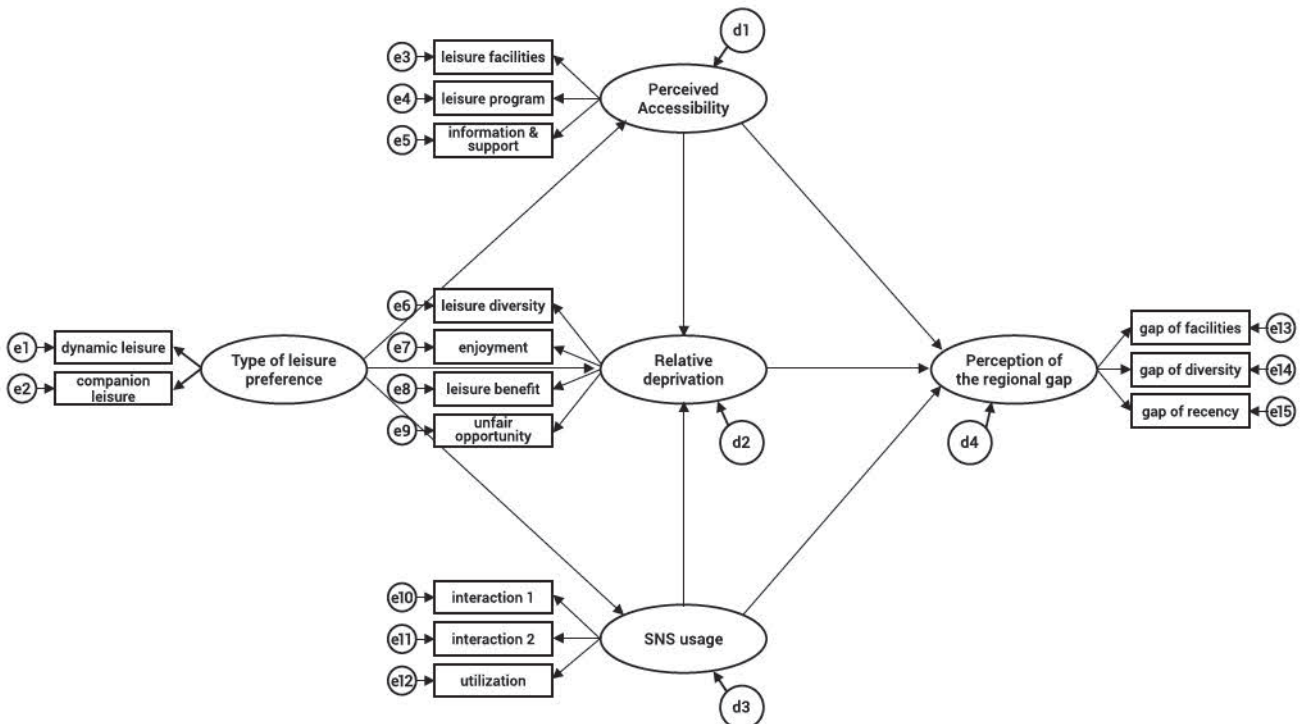 d1
e3 leisure facilities
e4 leisure program
e5 information &
support
Perceived
Accessibility
e6 leisure diversity
e7 enjoyment
e8 leisure benefit
e9 unfair
opportunity
e1 dynamic leisure
e2 companion
leisure
Type of leisure
preference
Relative
deprivation
d2
Perception of
the regional gap
d4
gap of facilities e13
gap of diversity e14
gap of recency e15
e10 interaction 1
e11 interaction 2
e12 utilization
SNS usage
d3